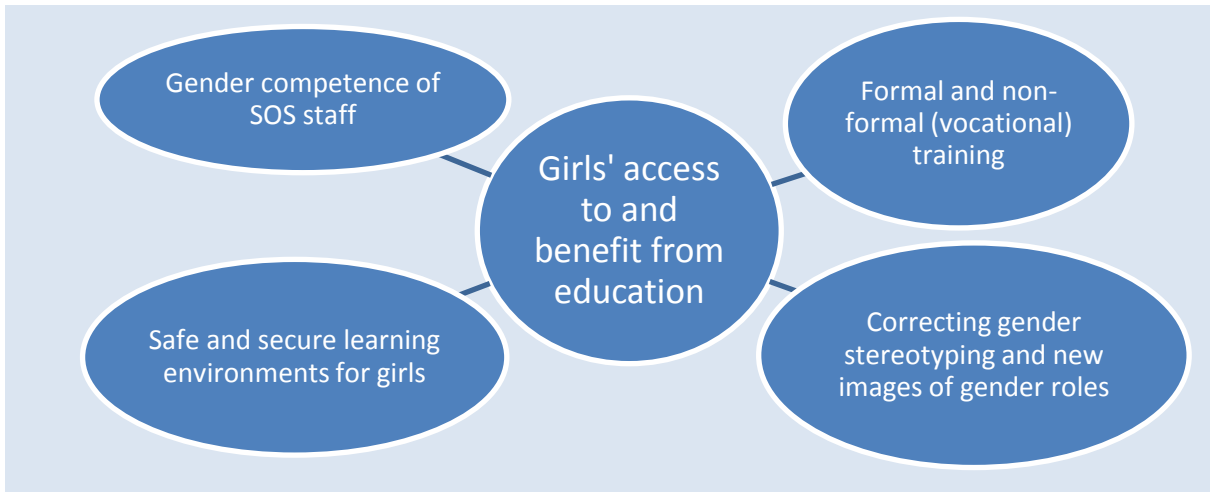 Gender competence of
SOS staff
Formal and non-
formal (vocational)
training
Girls' access
to and
benefit from
education
Safe and secure learning
environments for girls
Correcting gender
stereotyping and new
images of gender roles